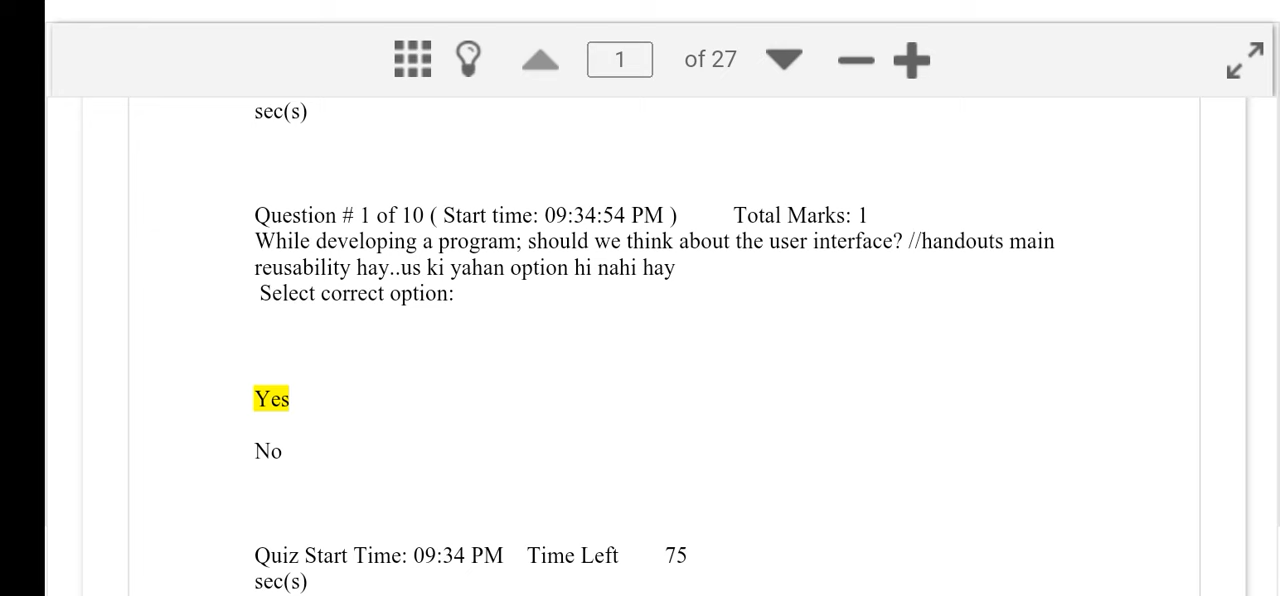 1 of 27
sec(s)
Question # 1 of 10 ( Start time: 09:34:54 PM ) Total Marks: 1
While developing a program; should we think about the user interface? //handouts main
reusability hay..us ki yahan option hi nahi hay
Select correct option:
Yes
No
Quiz Start Time: 09:34 PM Time Left 75
sec(s)